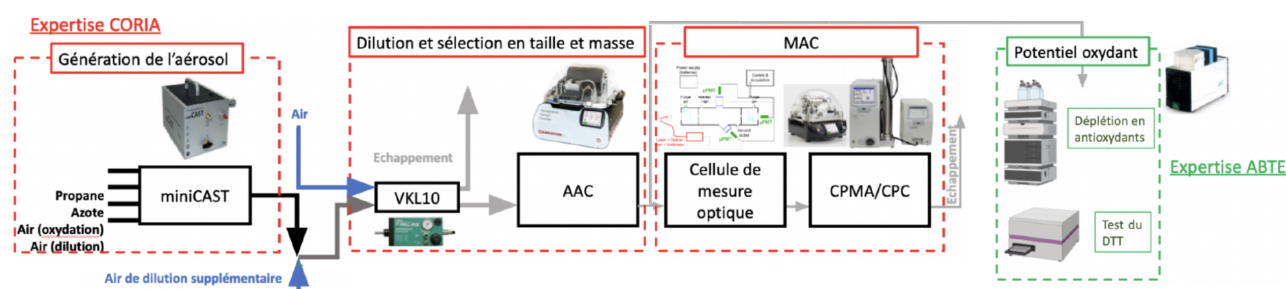 Expertise CORIA
Génération de l'aérosol
miniCAST
Propane
Azote
Air (oxydation)
Air (dilution)
Air de dilution supplémentaire
Dilution et sélection en taille et masse
Air
Echappement
VKL10
AAC
MAC
Cellule de
mesure
optique
CPMA/CPC
Echappement
Potentiel oxydant
Déplétion en
antioxydants
Test du
DTT
Expertise ABTE